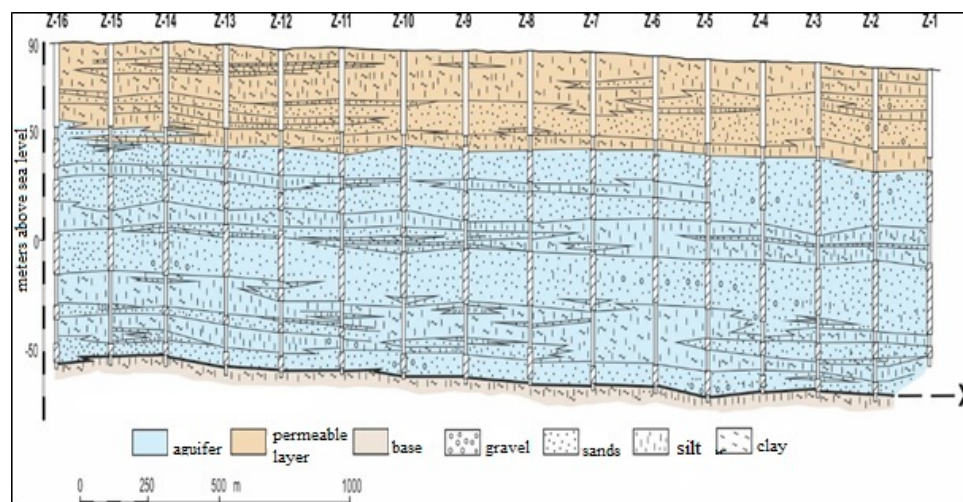 Z-16 Z-15 Z-14 Z-13 Z-12 Z-11 Z-10 Z-9 Z-8 Z-7 Z-6 Z-5 Z-4 Z-3 Z-2 Z-1
90
50
0
-50
meters above sea level
aguifer permeable layer base gravel sands silt clay
0 250 500 m 1000